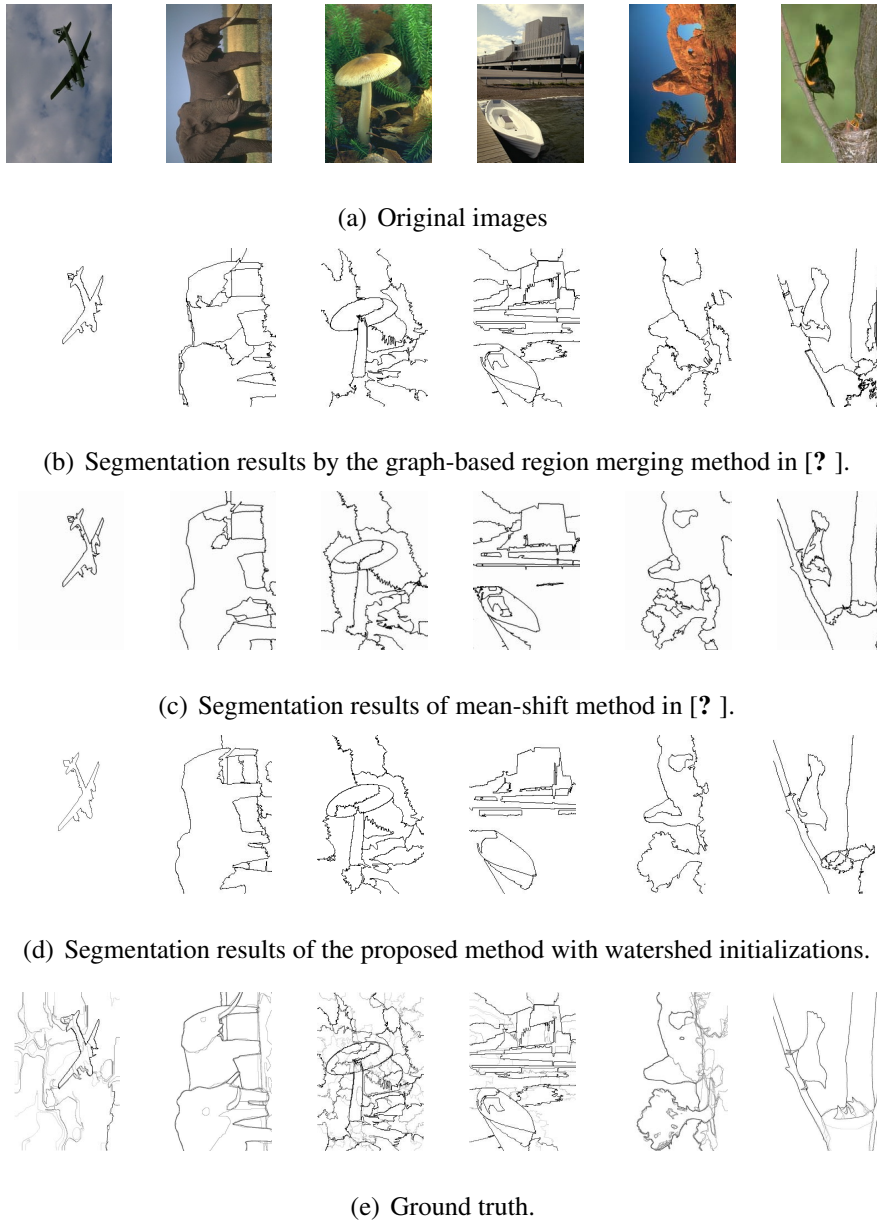 (a) Original images
(b) Segmentation results by the graph-based region merging method in [? ].
(c) Segmentation results of mean-shift method in [? ].
(d) Segmentation results of the proposed method with watershed initializations.
(e) Ground truth.